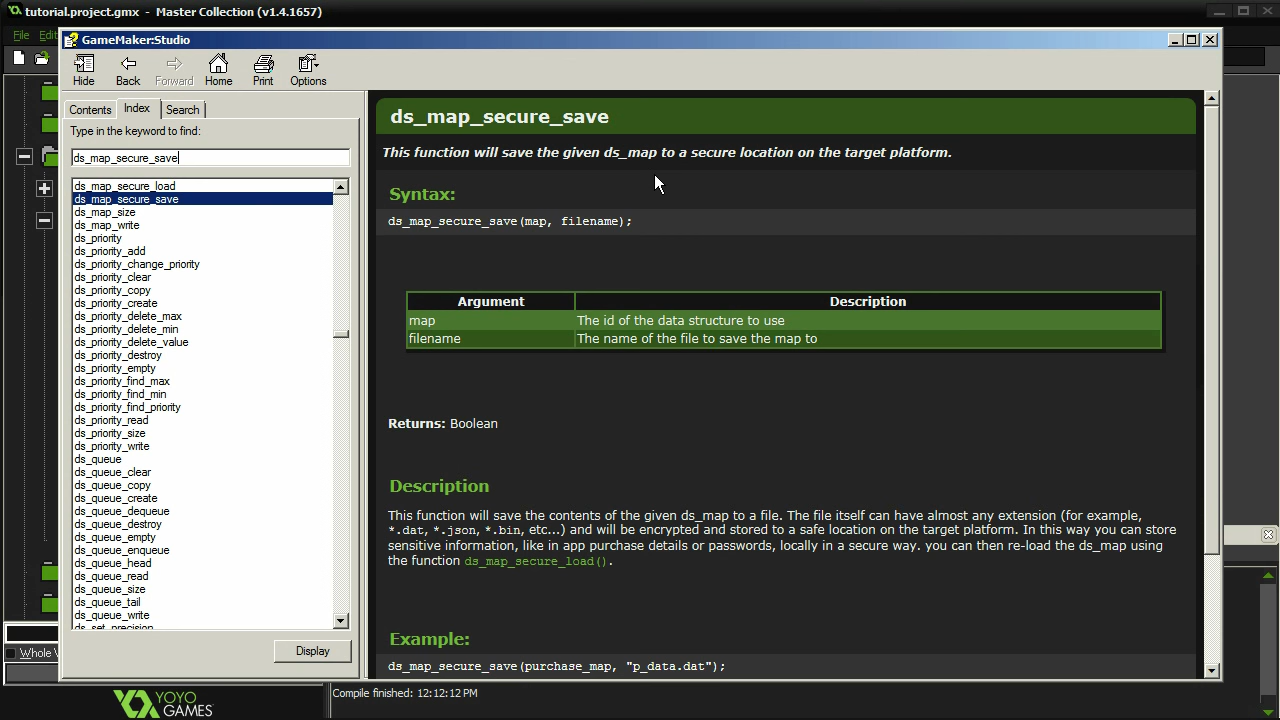 tutorial.project.gmx - Master Collection (v1.4.1657)
File Edit
GameMaker:Studio
Hide Back Forward Home Print Options
Contents Index Search
Type in the keyword to find:
ds_map_secure_save
ds_map_secure_load
ds_map_secure_save
ds_map_size
ds_map_write
ds_priority
ds_priority_add
ds_priority_change_priority
ds_priority_clear
ds_priority_copy
ds_priority_create
ds_priority_delete_max
ds_priority_delete_min
ds_priority_delete_value
ds_priority_destroy
ds_priority_empty
ds_priority_find_max
ds_priority_find_min
ds_priority_find_priority
ds_priority_read
ds_priority_size
ds_priority_write
ds_queue
ds_queue_clear
ds_queue_copy
ds_queue_create
ds_queue_dequeue
ds_queue_destroy
ds_queue_empty
ds_queue_enqueue
ds_queue_head
ds_queue_read
ds_queue_size
ds_queue_tail
ds_queue_write
ds_set_precision
Display
ds_map_secure_save
This function will save the given ds_map to a secure location on the target platform.
Syntax:
ds_map_secure_save(map, filename);
Argument Description
map The id of the data structure to use
filename The name of the file to save the map to
Returns: Boolean
Description
This function will save the contents of the given ds_map to a file. The file itself can have almost any extension (for example,
*.dat, *.json, *.bin, etc...) and will be encrypted and stored to a safe location on the target platform. In this way you can store
sensitive information, like in app purchase details or passwords, locally in a secure way. you can then re-load the ds_map using
the function ds_map_secure_load().
Example:
ds_map_secure_save(purchase_map, "p_data.dat");
Whole
Compile finished: 12:12:12 PM
YOYO
GAMES